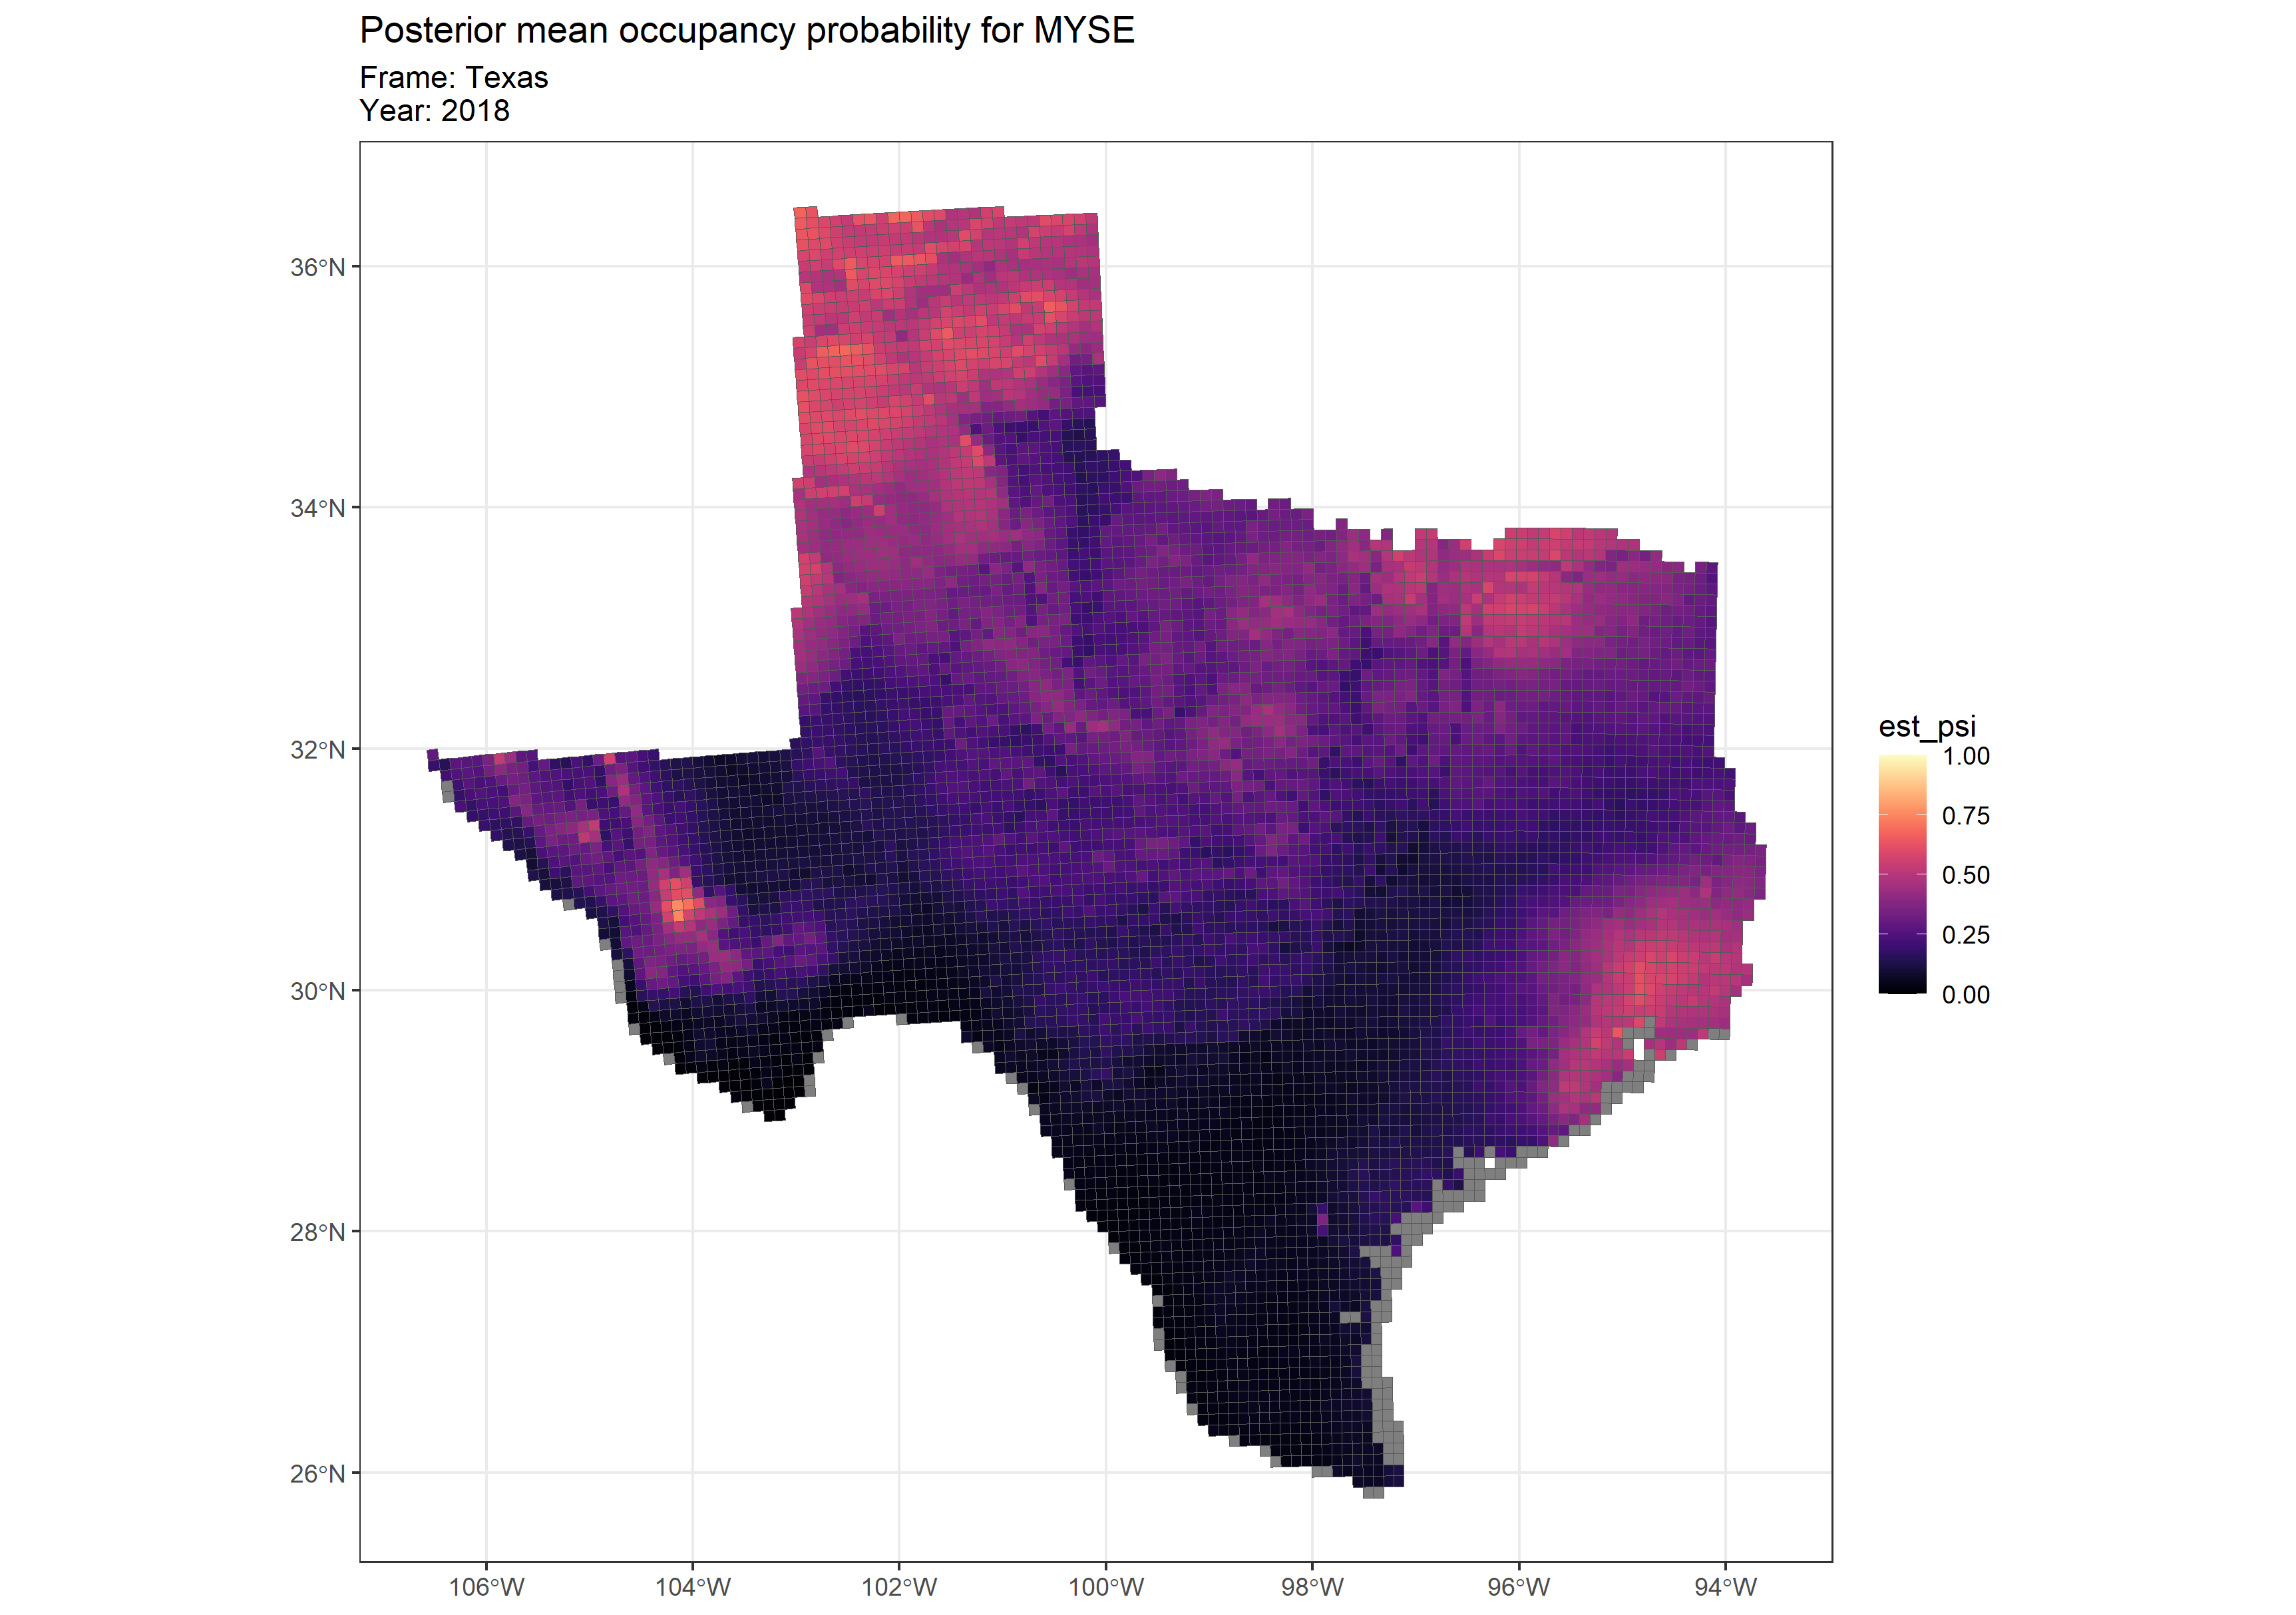 Posterior mean occupancy probability for MYSE
Frame: Texas
Year: 2018
36°N
34°N
32°N
30°N
28°N
26°N
106°W
104°W
102°W
100°W
98°W
96°W
94°W
est_psi
1.00
0.75
0.50
0.25
0.00